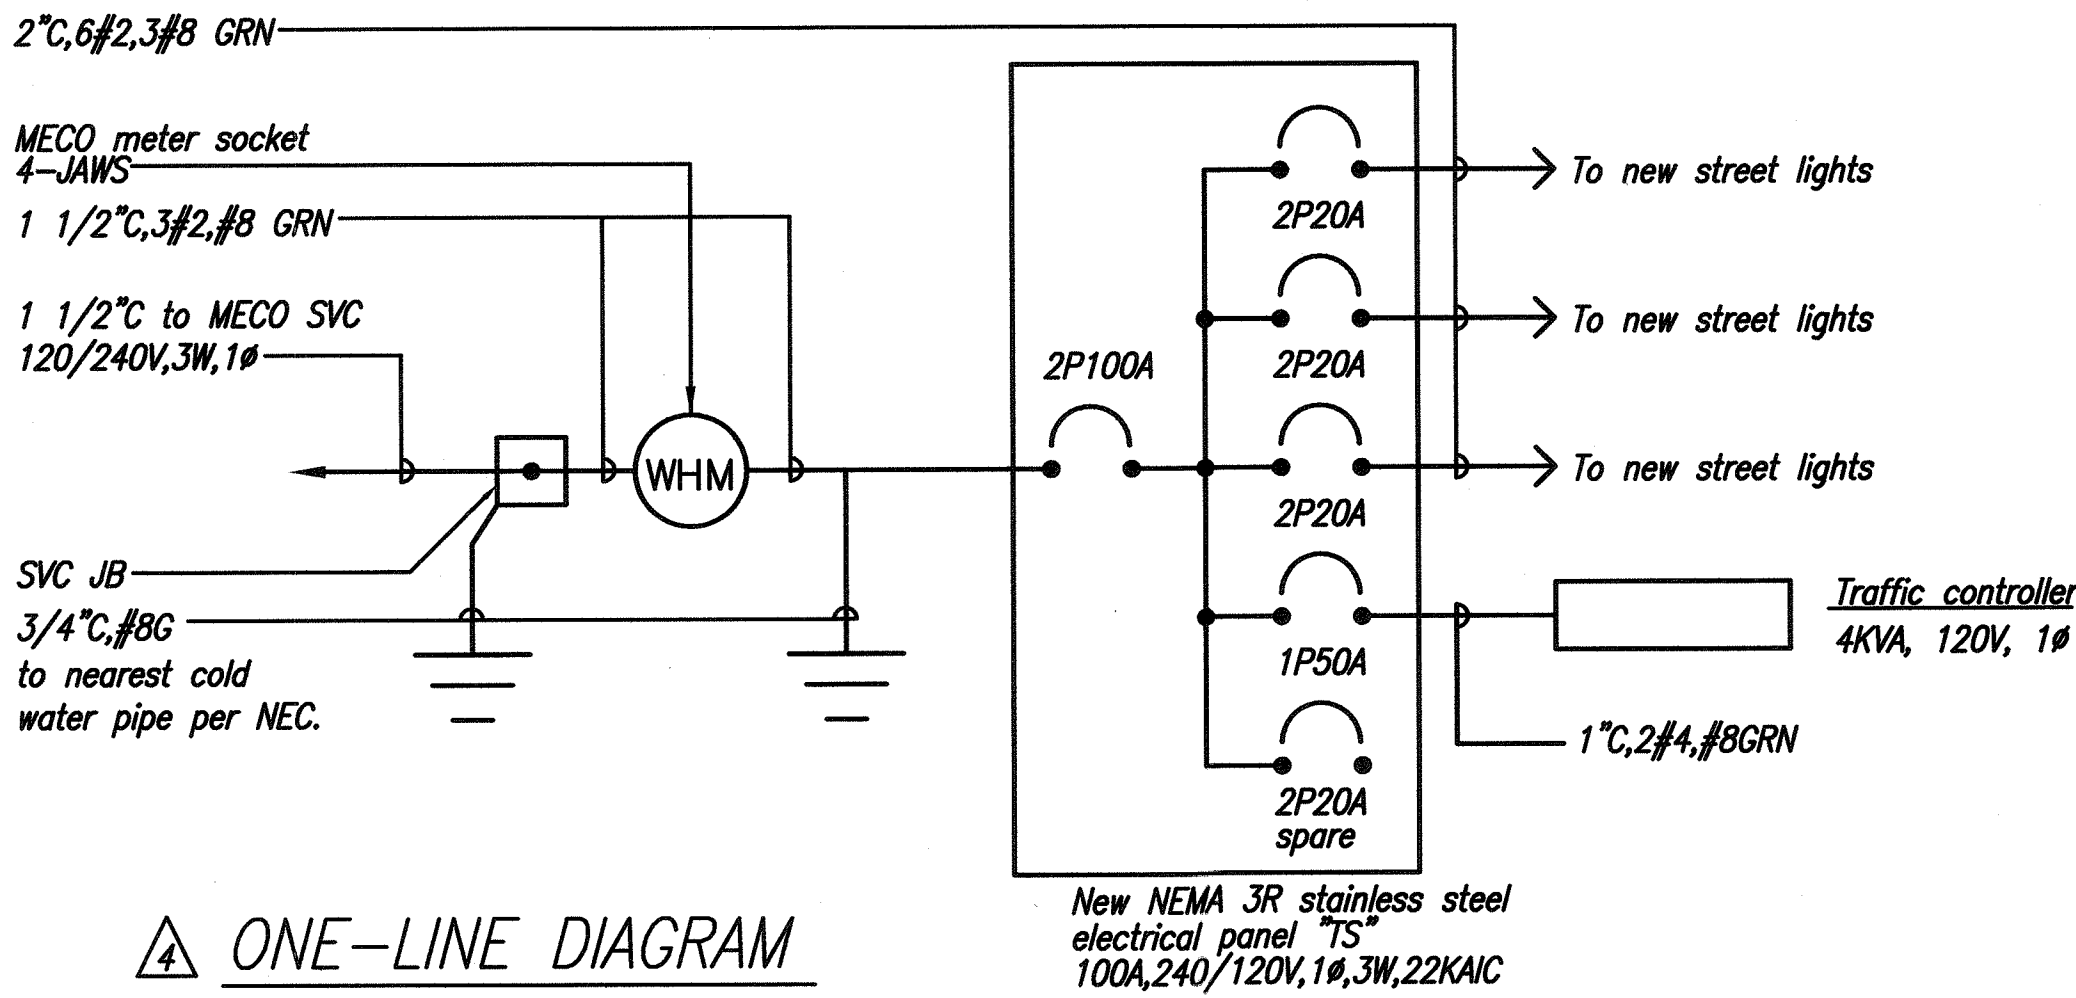 2"C,6#2,3#8 GRN
MECO meter socket
4-JAWS
1 1/2"C,3#2,#8 GRN
1 1/2"C to MECO SVC
120/240V,3W,1ø
SVC JB
3/4"C,#8G
to nearest cold
water pipe per NEC.
WHM
2P100A
2P20A
2P20A
2P20A
1P50A
2P20A
spare
To new street lights
To new street lights
To new street lights
Traffic controller
4KVA, 120V, 1ø
1"C,2#4,#8GRN
New NEMA 3R stainless steel
electrical panel "TS"
100A,240/120V,1ø,3W,22KAIC
4 ONE-LINE DIAGRAM